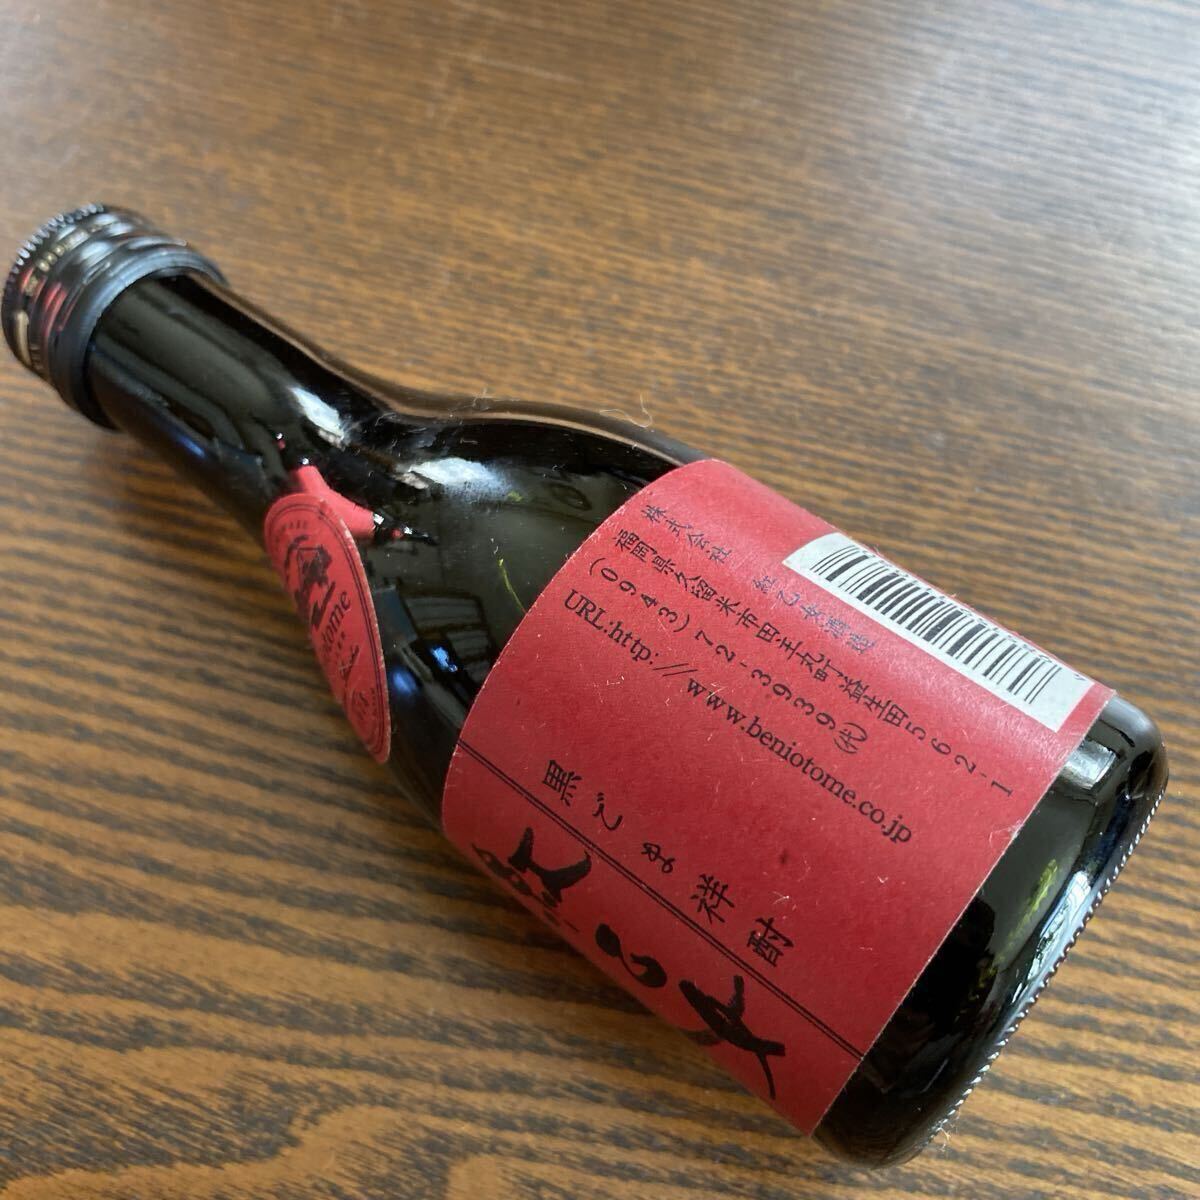 株式会社 紅乙女酒造
福岡県久留米市田主丸町益生田562-1
(0943)72-3939(代)
URL:http://www.beniotome.co.jp
黒ごま祥酎
紅乙女